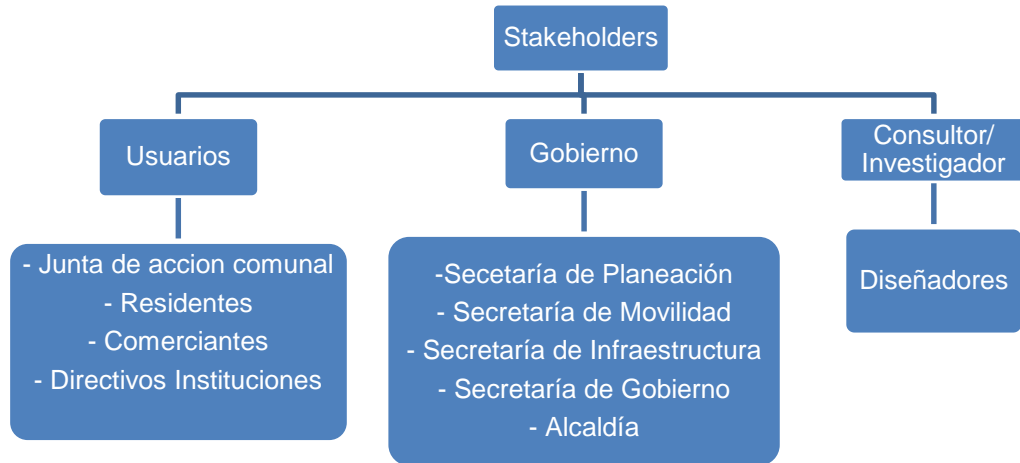 Stakeholders
Usuarios
Gobierno
Consultor/
Investigador
- Junta de accion comunal
- Residentes
- Comerciantes
- Directivos Instituciones
-Secetaría de Planeación
- Secretaría de Movilidad
- Secretaría de Infraestructura
- Secretaría de Gobierno
- Alcaldía
Diseñadores